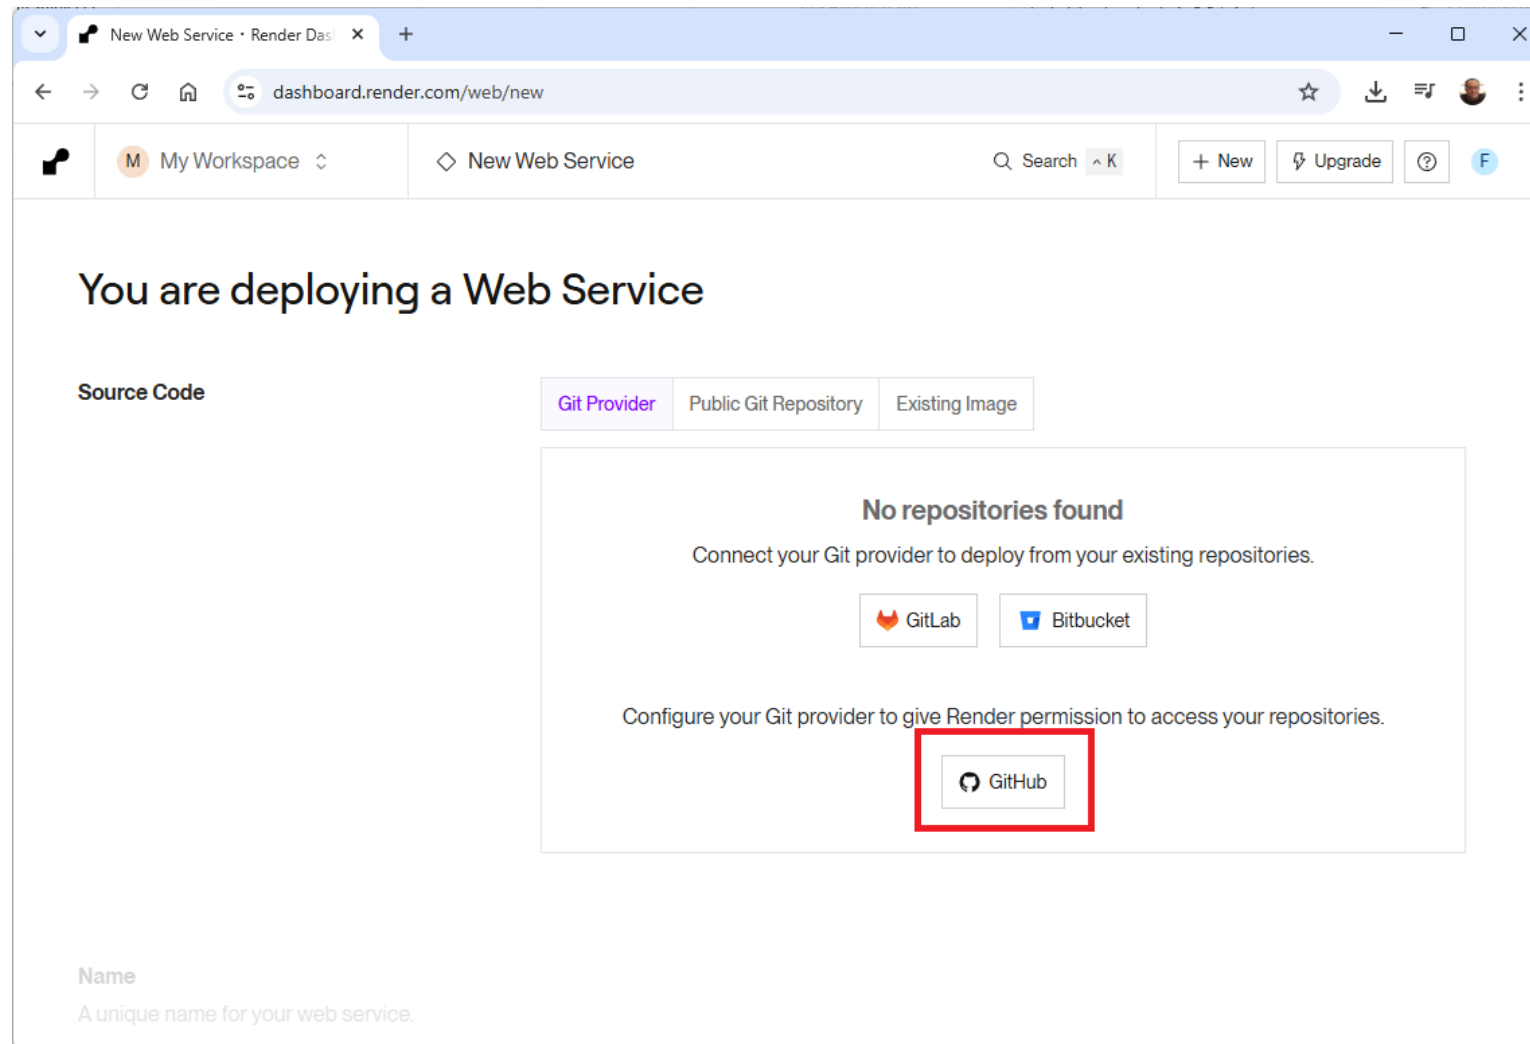 New Web Service · Render Das
dashboard.render.com/web/new
M My Workspace
New Web Service
Search ^ K
+ New
Upgrade
F
You are deploying a Web Service
Source Code
Git Provider
Public Git Repository
Existing Image
No repositories found
Connect your Git provider to deploy from your existing repositories.
GitLab
Bitbucket
Configure your Git provider to give Render permission to access your repositories.
GitHub
Name
A unique name for your web service.